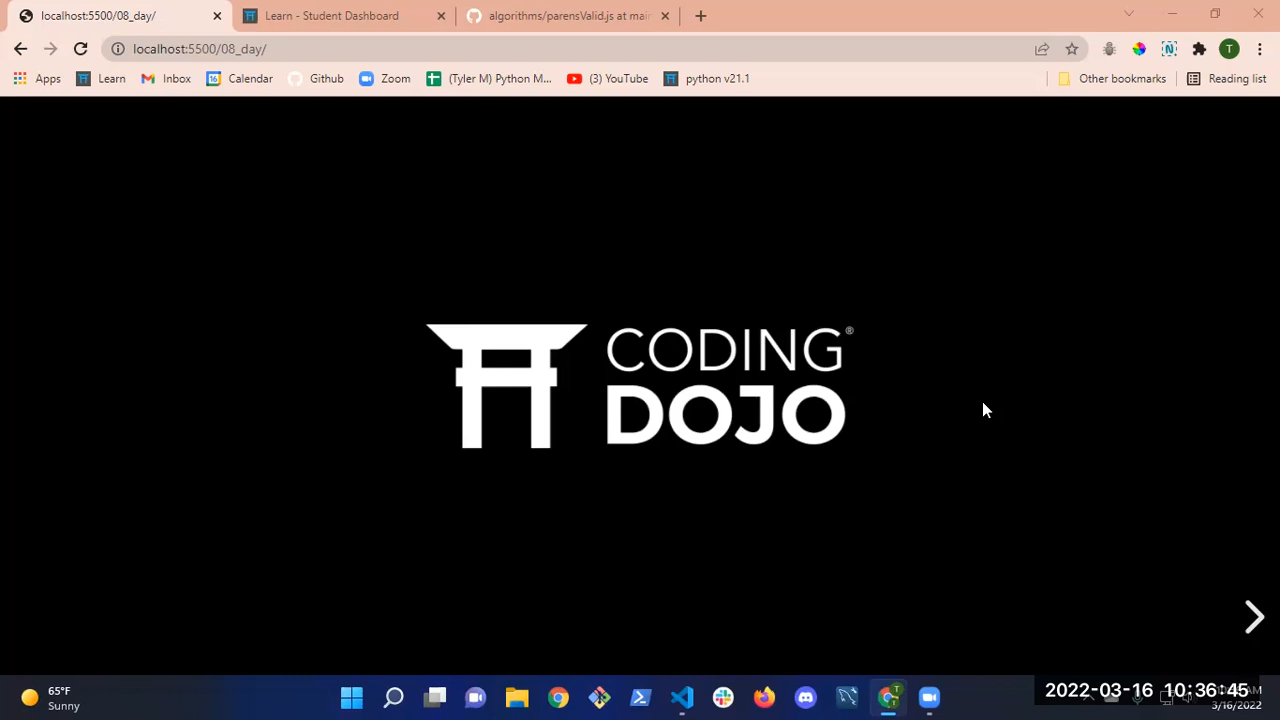 localhost:5500/08_day/
Learn - Student Dashboard
algorithms/parensValid.js at mai
localhost:5500/08_day/
T
Apps
Learn
Inbox
16
Calendar
Github
Zoom
(Tyler M) Python M...
(3) YouTube
python v21.1
Other bookmarks
Reading list
CODING®
DOJO
65°F
Sunny
2022-03-16 10:36:45
AM
3/16/2022